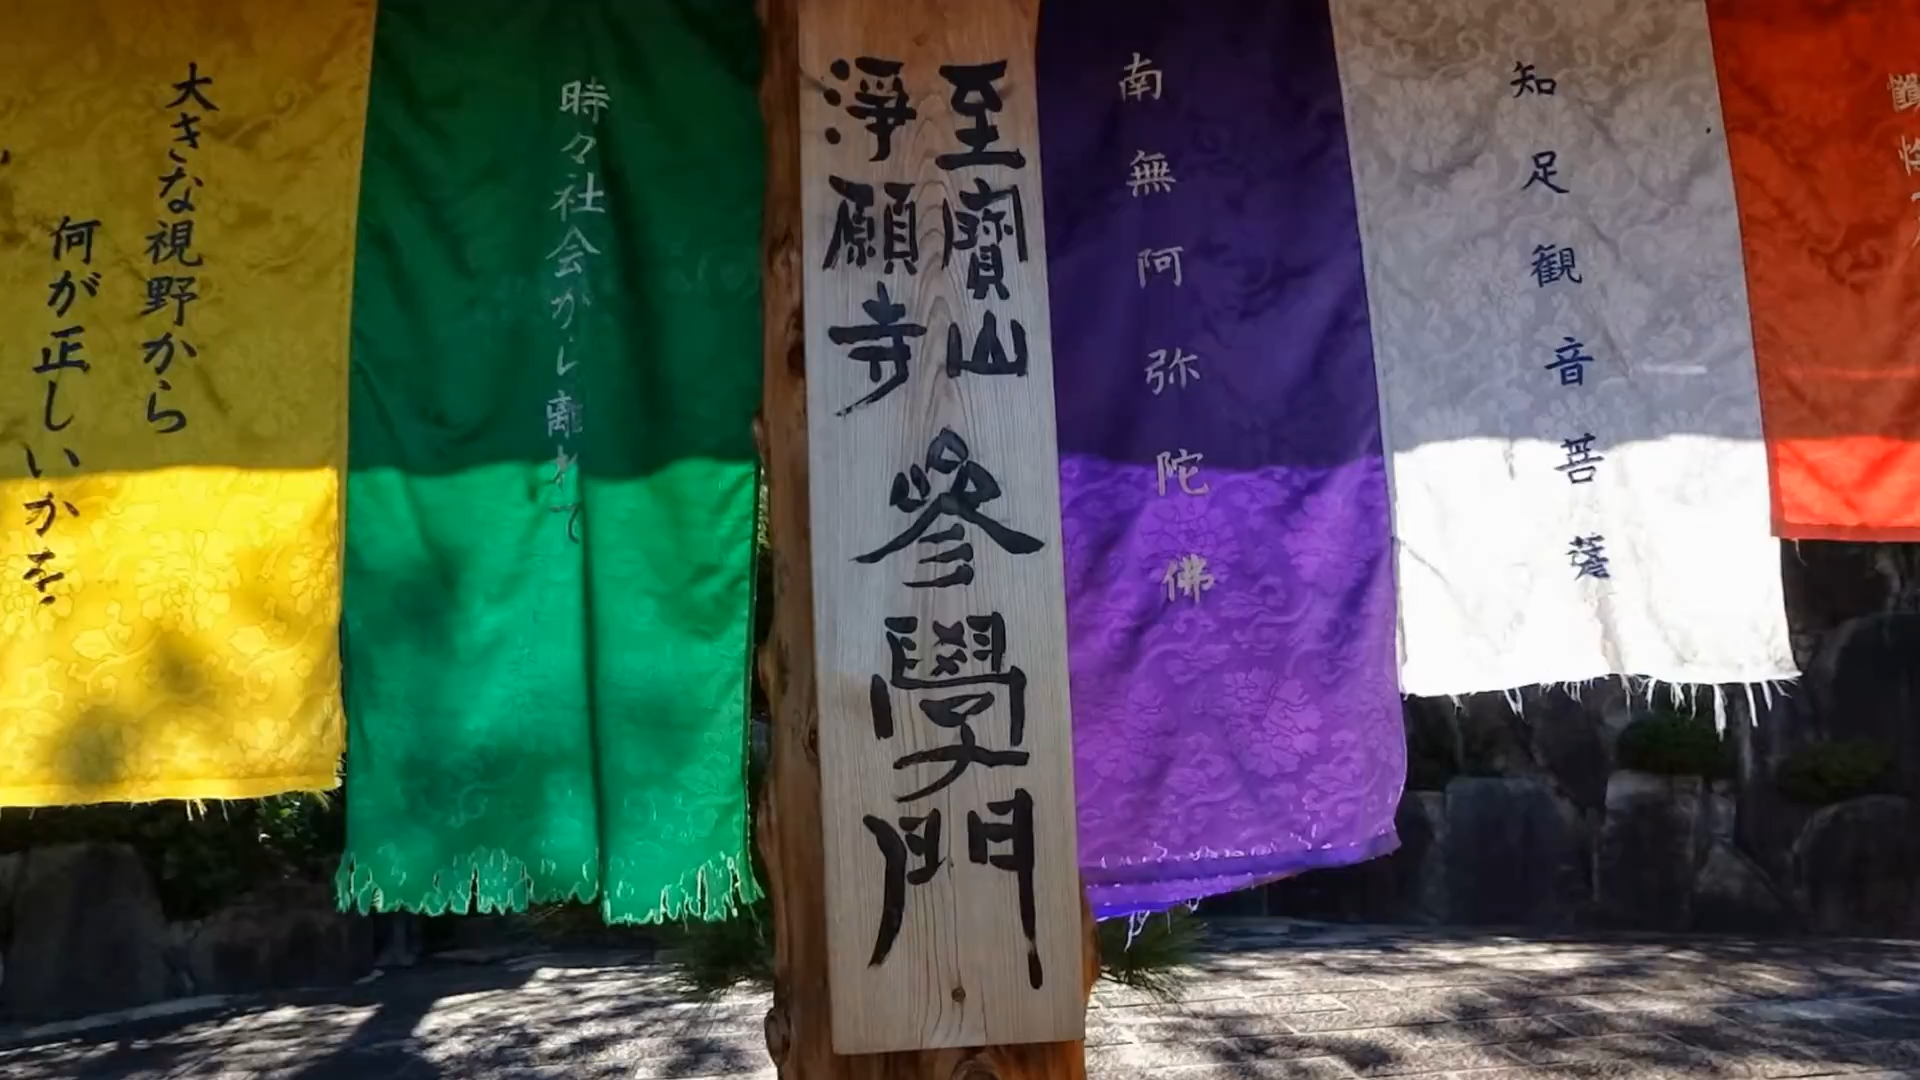 知足観音菩薩
南無阿弥陀佛
至寳山
淨願寺
參學門
時々社会から離れて
大きな視野から
何が正しいかを